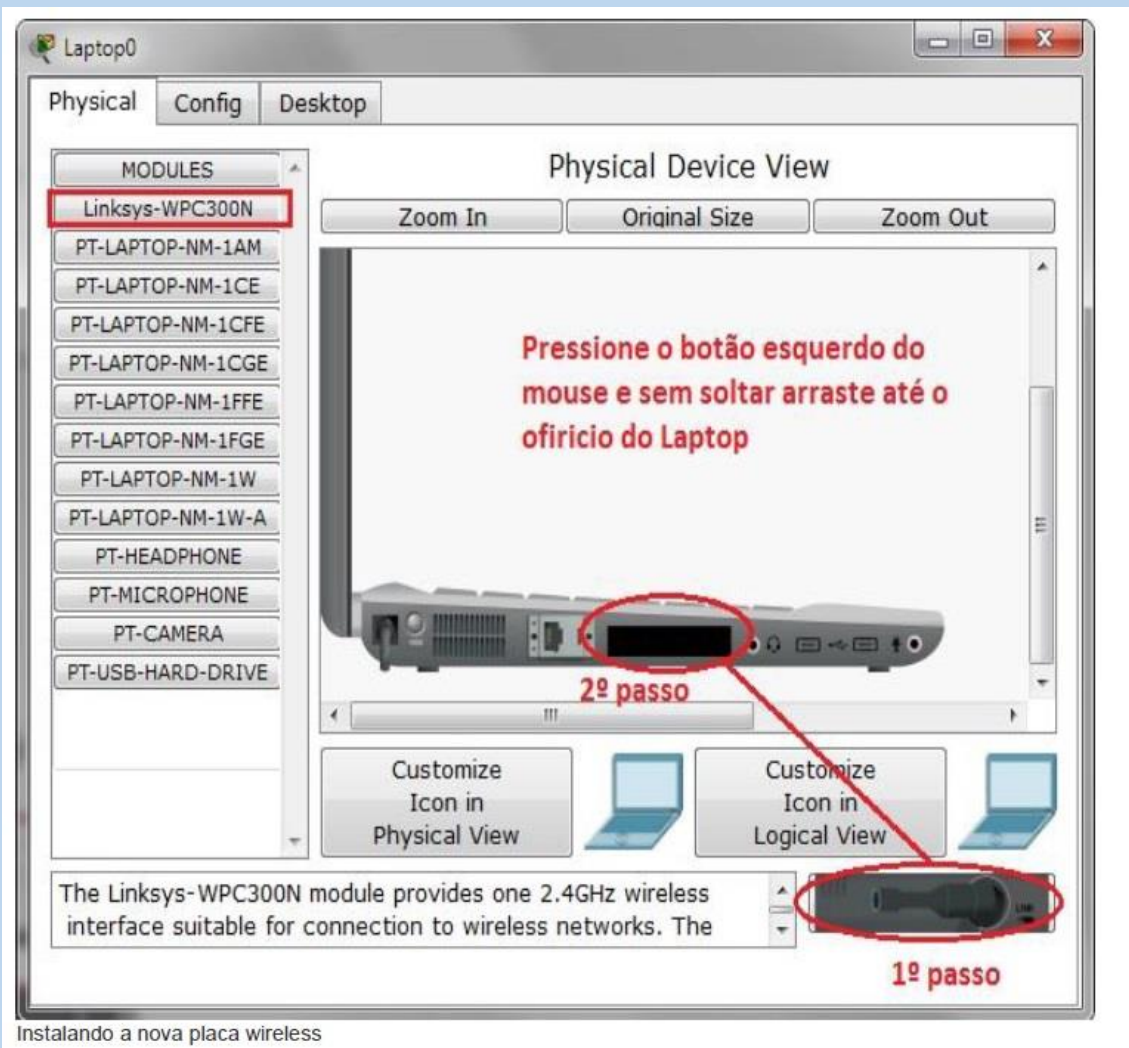 Laptop0
X
Physical
Config
Desktop
MODULES
Linksys-WPC300N
PT-LAPTOP-NM-1AM
PT-LAPTOP-NM-1CE
PT-LAPTOP-NM-1CFE
PT-LAPTOP-NM-1CGE
PT-LAPTOP-NM-1FFE
PT-LAPTOP-NM-1FGE
PT-LAPTOP-NM-1W
PT-LAPTOP-NM-1W-A
PT-HEADPHONE
PT-MICROPHONE
PT-CAMERA
PT-USB-HARD-DRIVE
Physical Device View
Zoom In
Original Size
Zoom Out
Pressione o botão esquerdo do
mouse e sem soltar arraste até o
ofiricio do Laptop
2º passo
Customize
Icon in
Physical View
Customize
Icon in
Logical View
The Linksys-WPC300N module provides one 2.4GHz wireless
interface suitable for connection to wireless networks. The
1º passo
Instalando a nova placa wireless